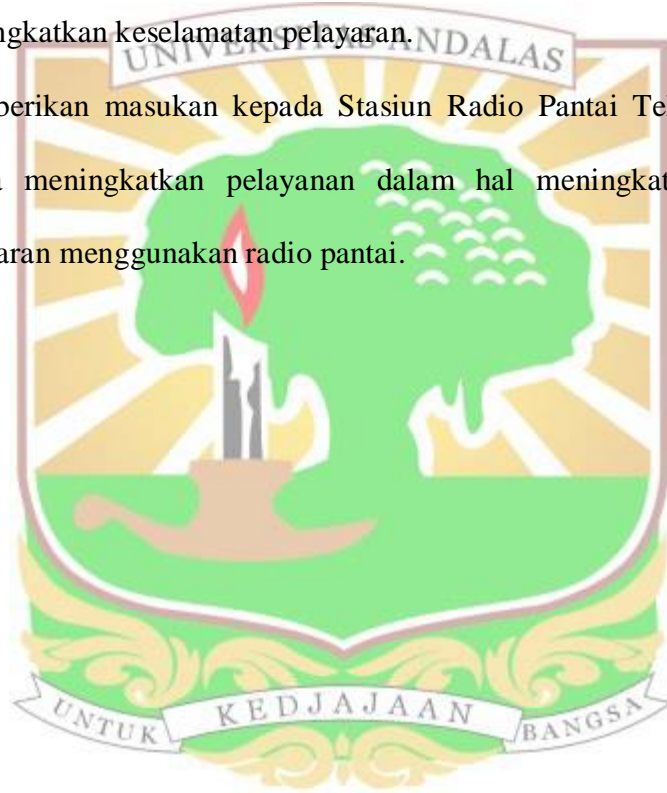 ngkatkan keselamatan pelayaran.
UNIVERSITAS ANDALAS
berikan masukan kepada Stasiun Radio Pantai Te
meningkatkan pelayanan dalam hal meningkat
aran menggunakan radio pantai.
UNTUK KEDJAJAAN BANGSA